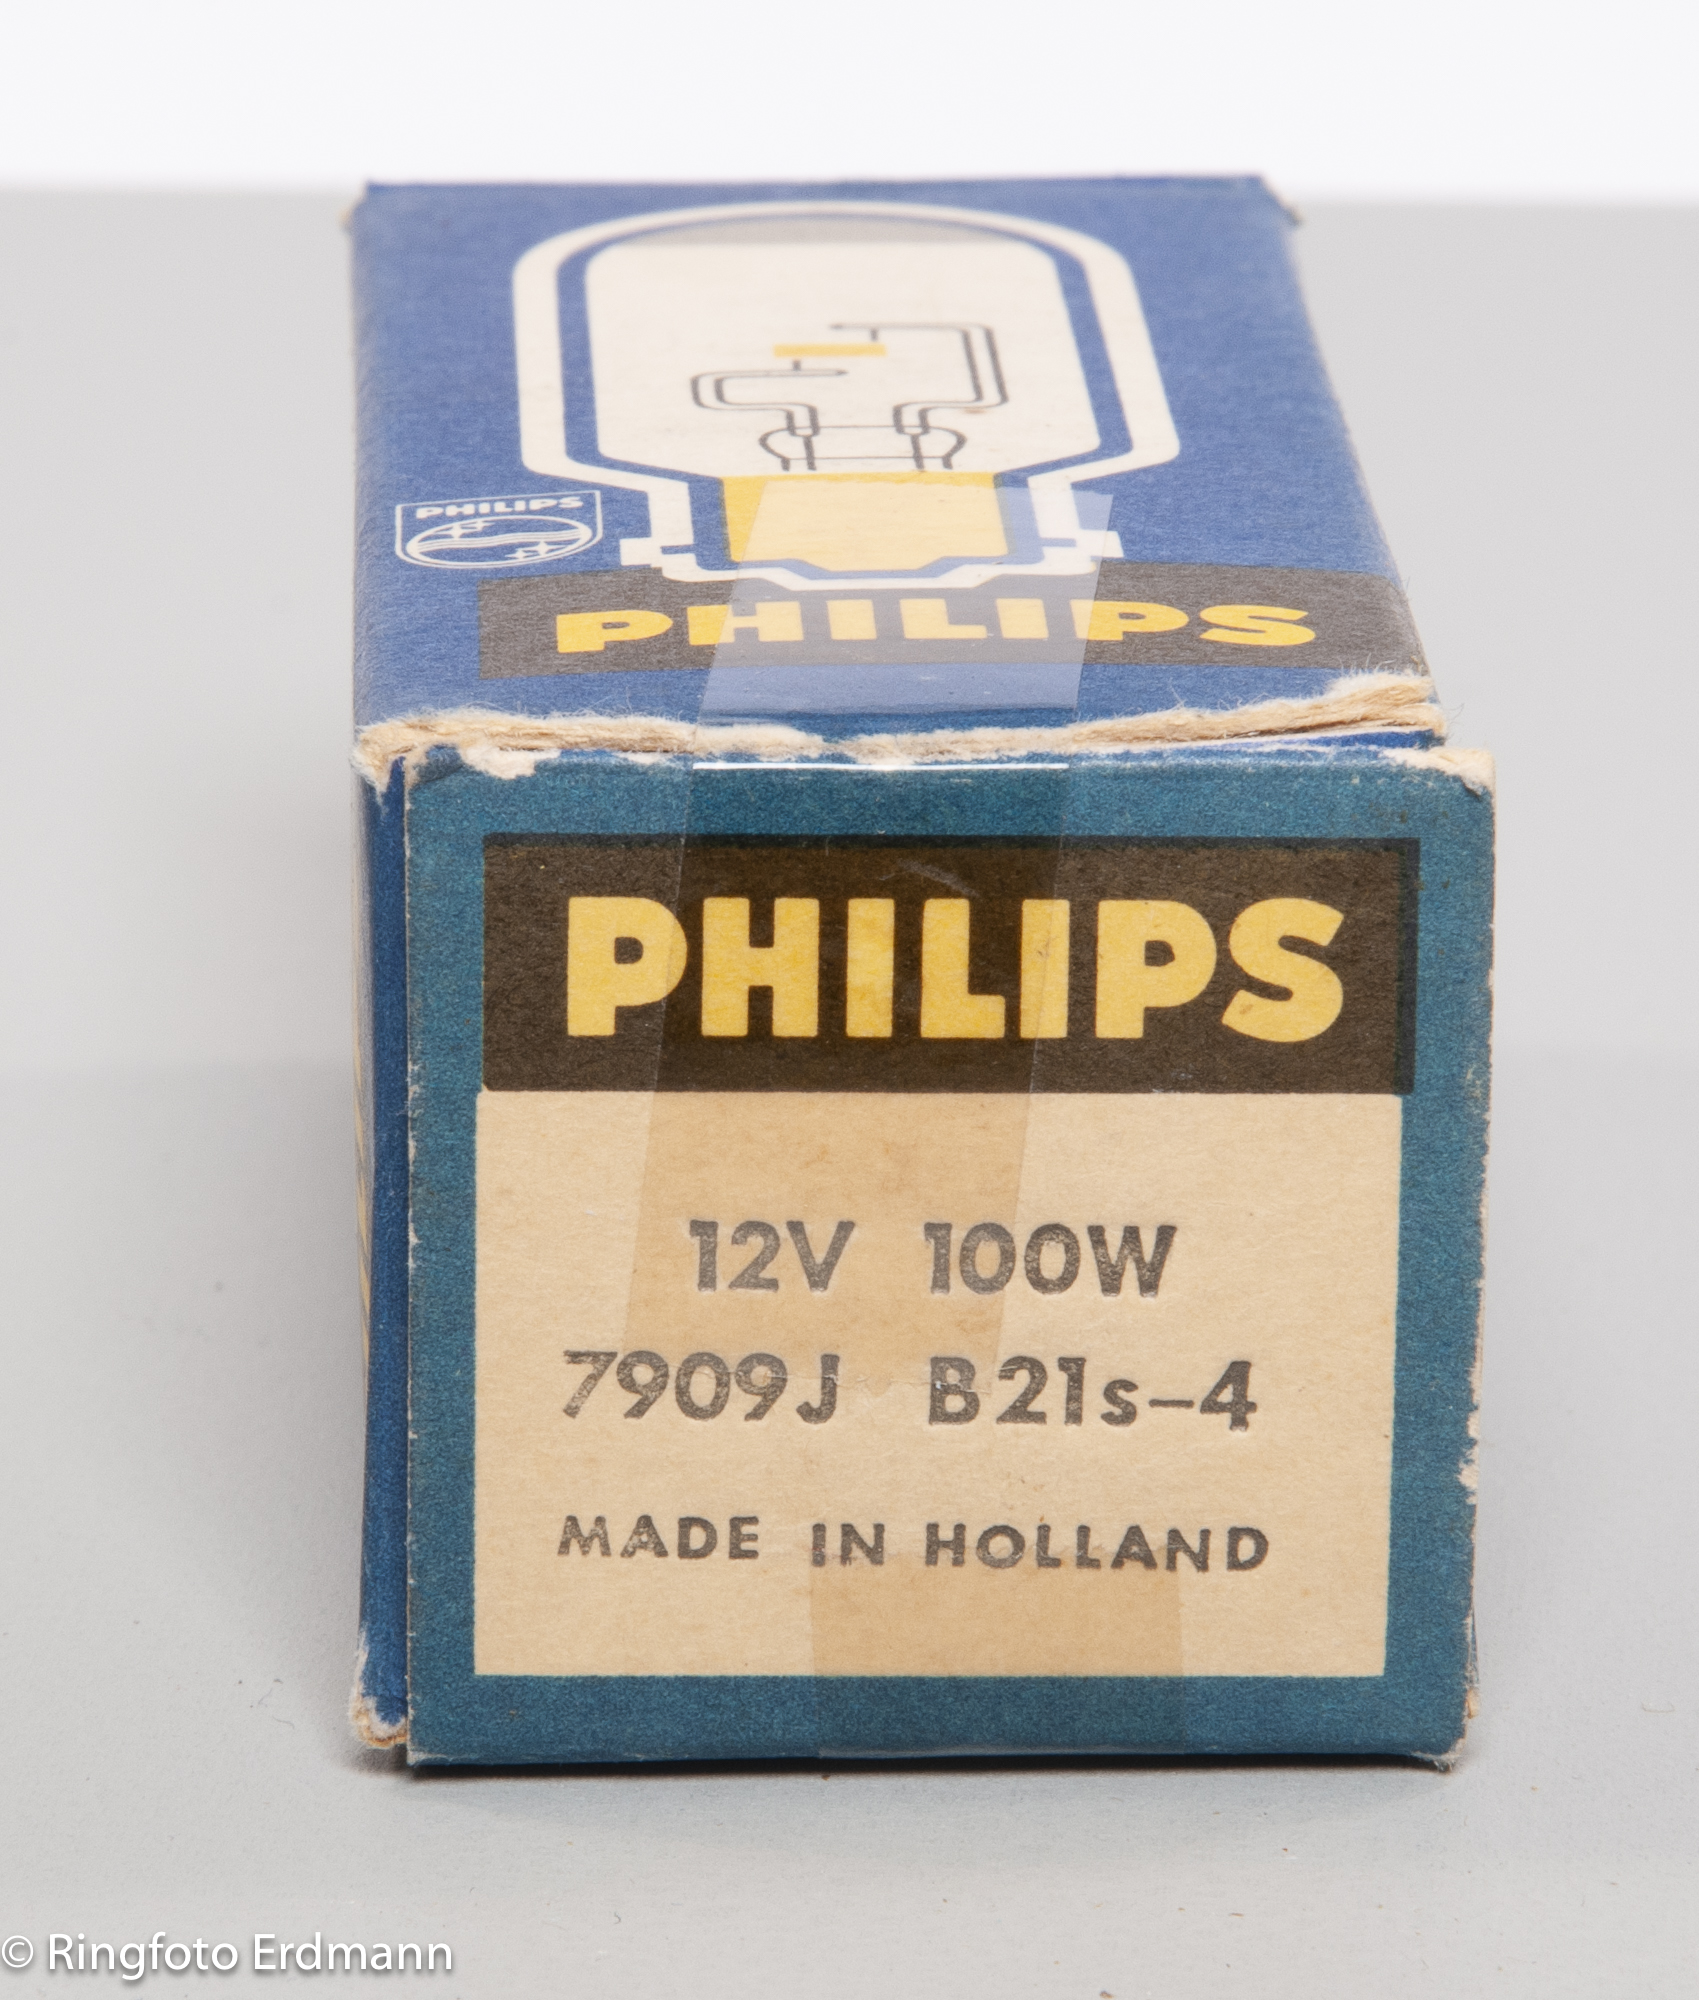 PHILIPS
PHILIPS
PHILIPS
12V 100W
7909J B21s-4
MADE IN HOLLAND
© Ringfoto Erdmann